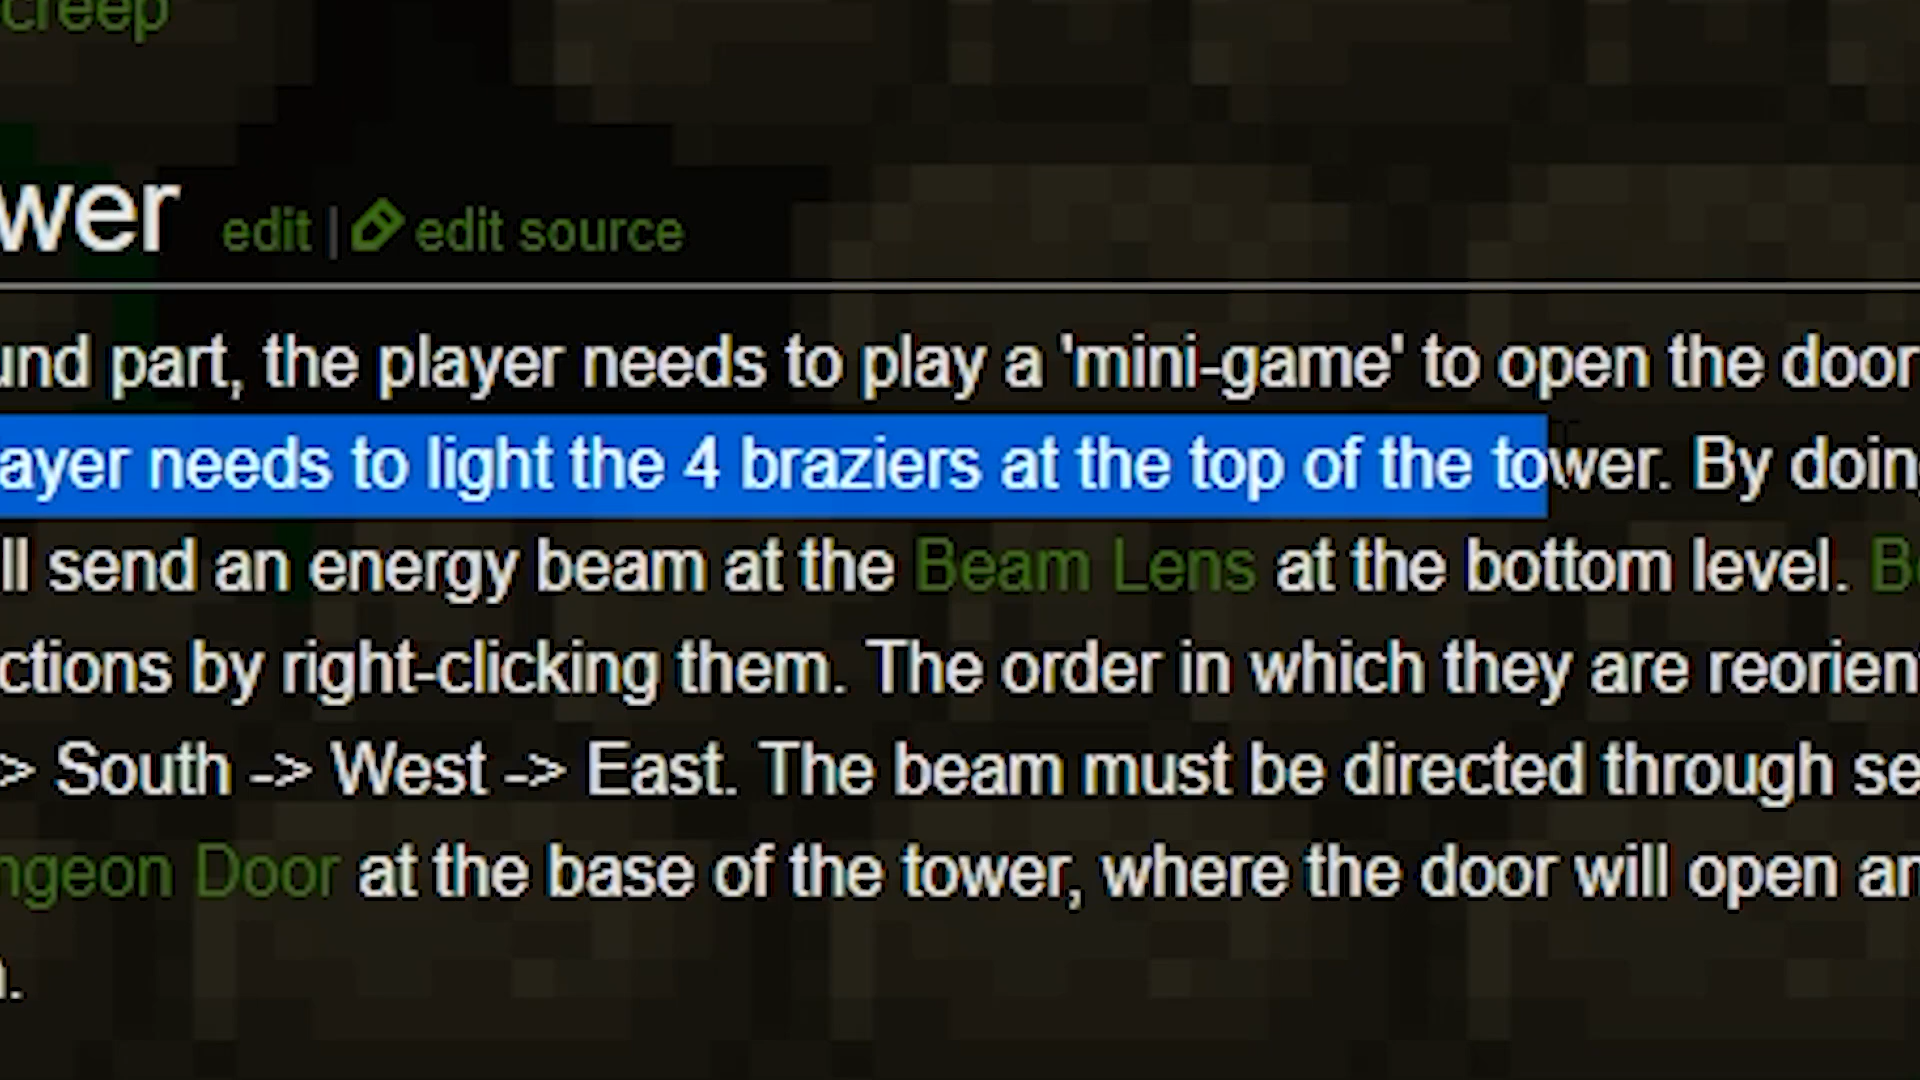 creep
wer edit | edit source
und part, the player needs to play a 'mini-game' to open the door
ayer needs to light the 4 braziers at the top of the tower. By doin
ll send an energy beam at the Beam Lens at the bottom level. Be
ctions by right-clicking them. The order in which they are reorient
> South -> West -> East. The beam must be directed through se
ngeon Door at the base of the tower, where the door will open an
.